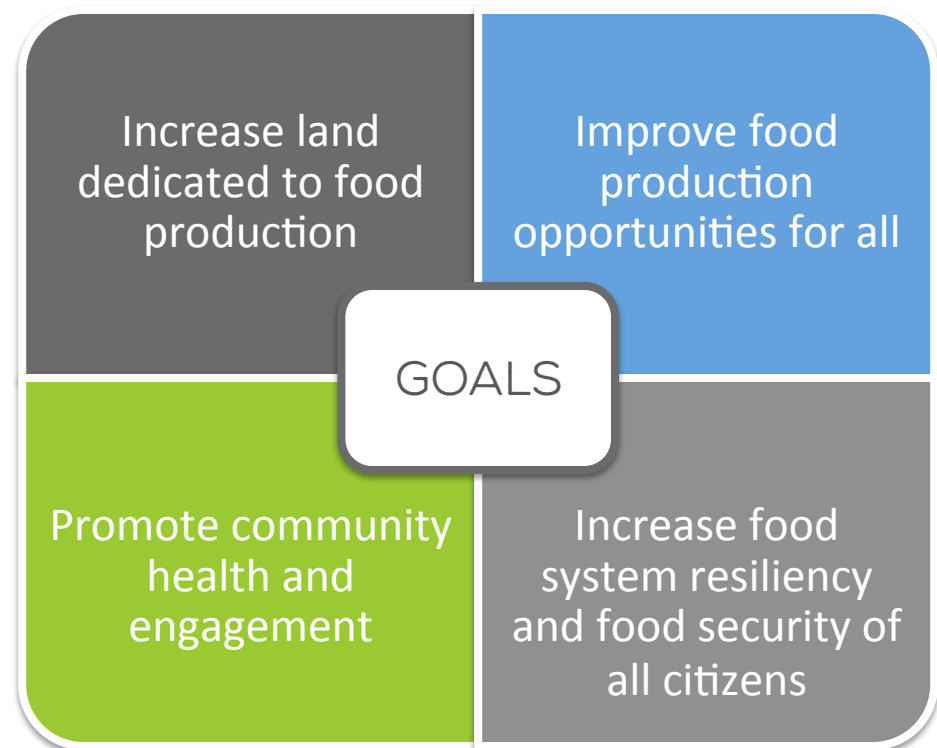 Increase land
dedicated to food
production
Improve food
production
opportunities for all
GOALS
Promote community
health and
engagement
Increase food
system resiliency
and food security of
all citizens